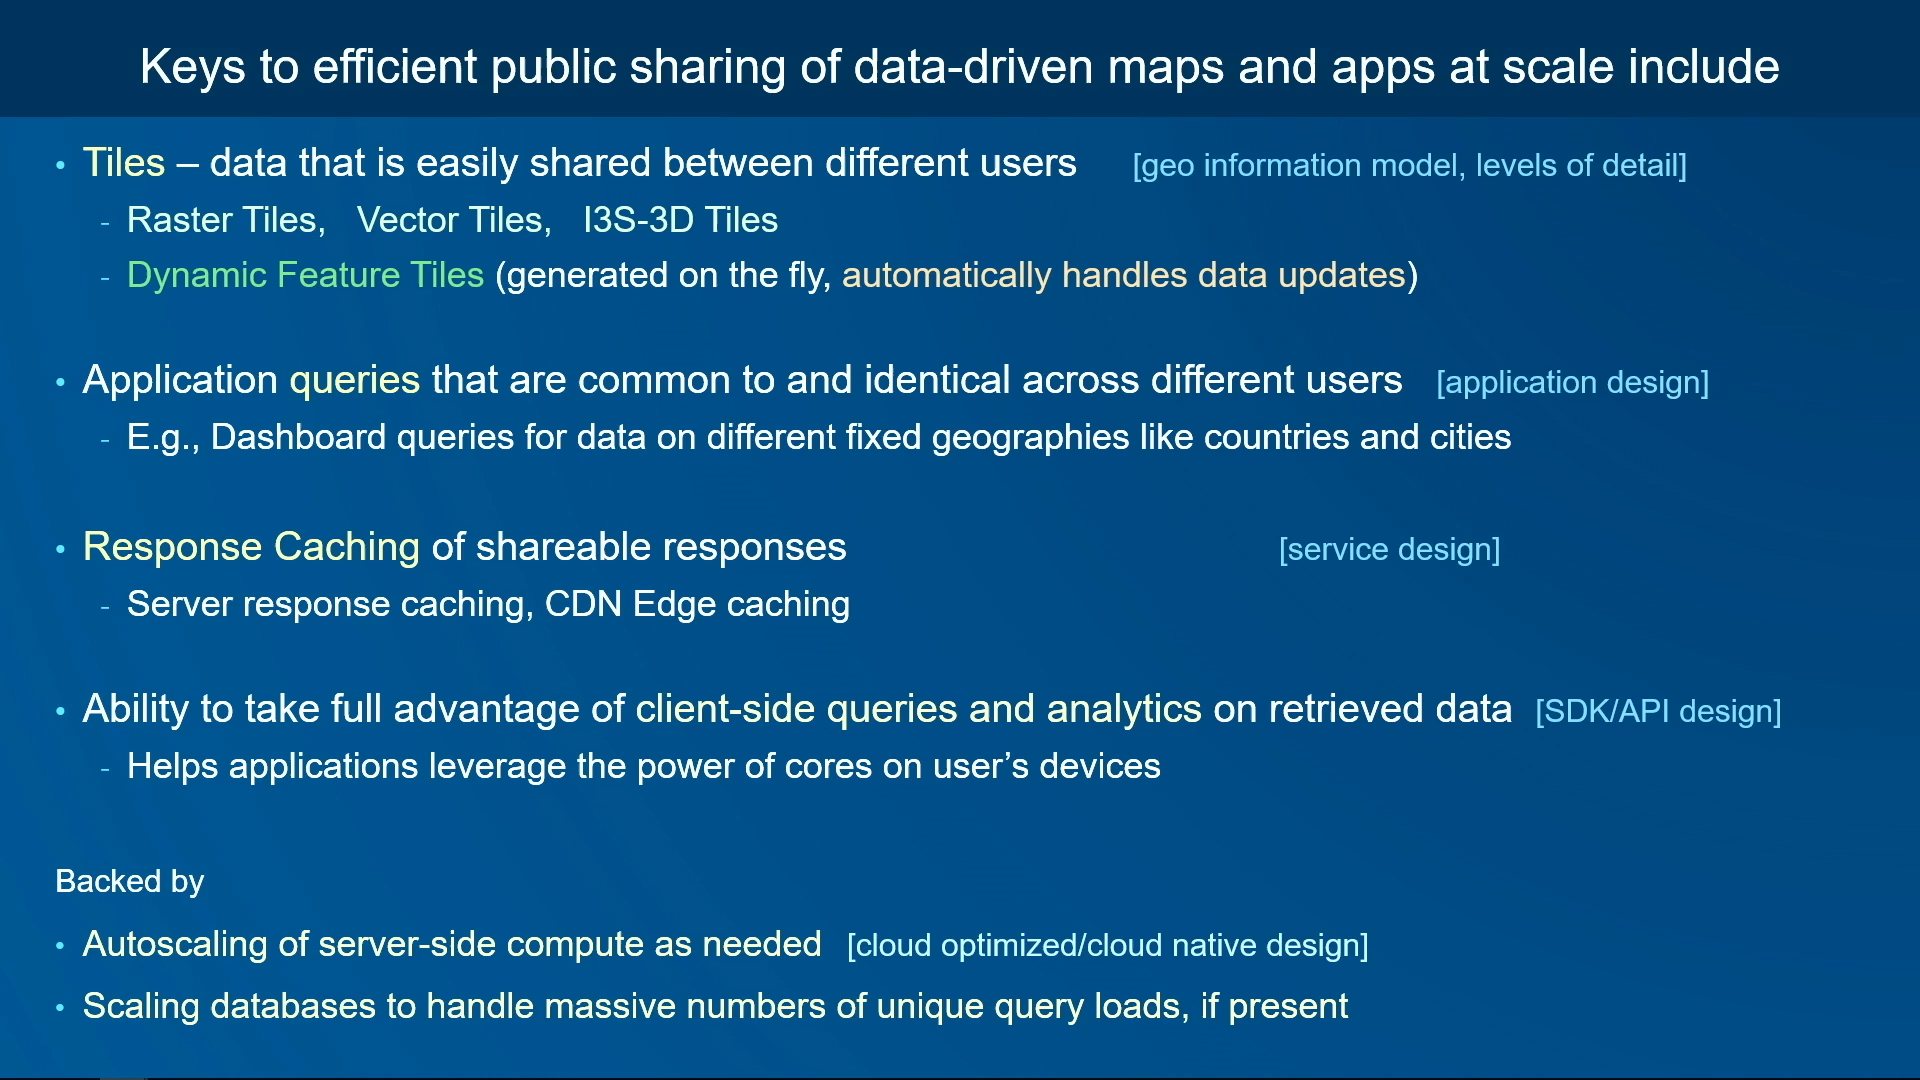 Keys to efficient public sharing of data-driven maps and apps at scale include
• Tiles – data that is easily shared between different users [geo information model, levels of detail]
- Raster Tiles, Vector Tiles, I3S-3D Tiles
- Dynamic Feature Tiles (generated on the fly, automatically handles data updates)
• Application queries that are common to and identical across different users [application design]
- E.g., Dashboard queries for data on different fixed geographies like countries and cities
• Response Caching of shareable responses [service design]
- Server response caching, CDN Edge caching
• Ability to take full advantage of client-side queries and analytics on retrieved data [SDK/API design]
- Helps applications leverage the power of cores on user’s devices
Backed by
• Autoscaling of server-side compute as needed [cloud optimized/cloud native design]
• Scaling databases to handle massive numbers of unique query loads, if present